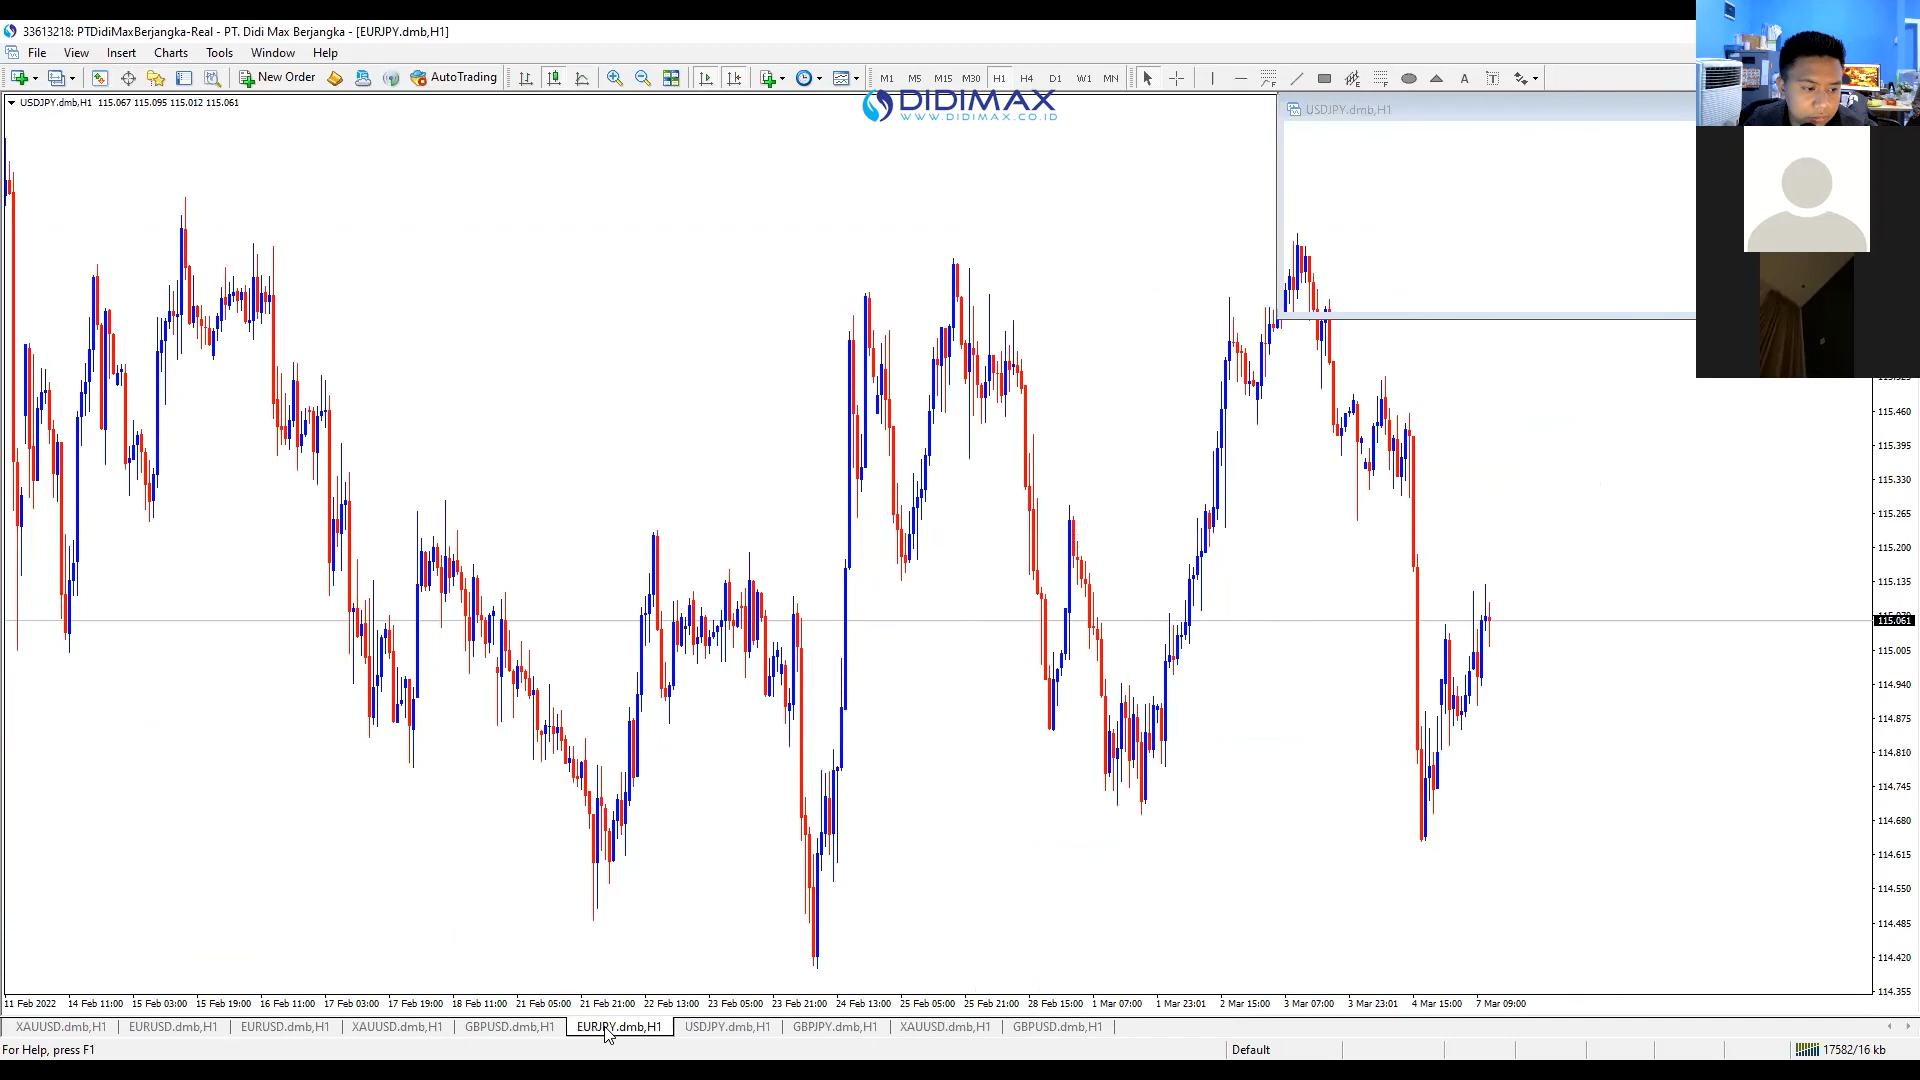 33613218: PTDidiMaxBerjangka-Real - PT. Didi Max Berjangka - [EURJPY.dmb,H1]
File View Insert Charts Tools Window Help
New Order AutoTrading M1 M5 M15 M30 H1 H4 D1 W1 MN A T
USDJPY.dmb,H1 115.067 115.095 115.012 115.061
DIDIMAX
WWW.DIDIMAX.CO.ID
USDJPY.dmb,H1
115.460
115.395
115.330
115.265
115.200
115.135
115.061
115.005
114.940
114.875
114.810
114.745
114.680
114.615
114.550
114.485
114.420
114.355
11 Feb 2022 14 Feb 11:00 15 Feb 03:00 15 Feb 19:00 16 Feb 11:00 17 Feb 03:00 17 Feb 19:00 18 Feb 11:00 21 Feb 05:00 21 Feb 21:00 22 Feb 13:00 23 Feb 05:00 23 Feb 21:00 24 Feb 13:00 25 Feb 05:00 25 Feb 21:00 28 Feb 15:00 1 Mar 07:00 1 Mar 23:01 2 Mar 15:00 3 Mar 07:00 3 Mar 23:01 4 Mar 15:00 7 Mar 09:00
XAUUSD.dmb,H1 EURUSD.dmb,H1 EURUSD.dmb,H1 XAUUSD.dmb,H1 GBPUSD.dmb,H1 EURJPY.dmb,H1 USDJPY.dmb,H1 GBPJPY.dmb,H1 XAUUSD.dmb,H1 GBPUSD.dmb,H1
For Help, press F1 Default 17582/16 kb